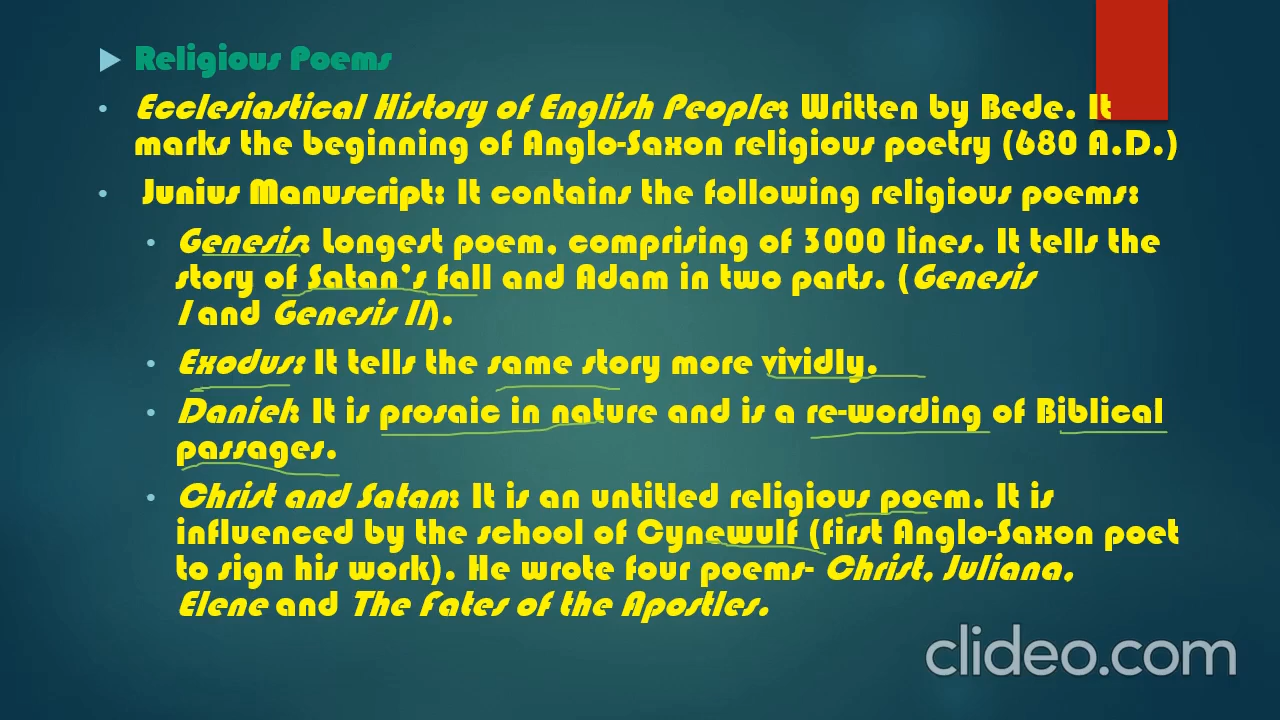 Religious Poems
Ecclesiastical History of English People: Written by Bede. It
marks the beginning of Anglo-Saxon religious poetry (680 A.D.)
Junius Manuscript: It contains the following religious poems:
Genesis: Longest poem, comprising of 3000 lines. It tells the
story of Satan's fall and Adam in two parts. (Genesis
I and Genesis II).
Exodus: It tells the same story more vividly.
Daniel: It is prosaic in nature and is a re-wording of Biblical
passages.
Christ and Satan: It is an untitled religious poem. It is
influenced by the school of Cynewulf (first Anglo-Saxon poet
to sign his work). He wrote four poems- Christ, Juliana,
Elene and The Fates of the Apostles.
clideo.com